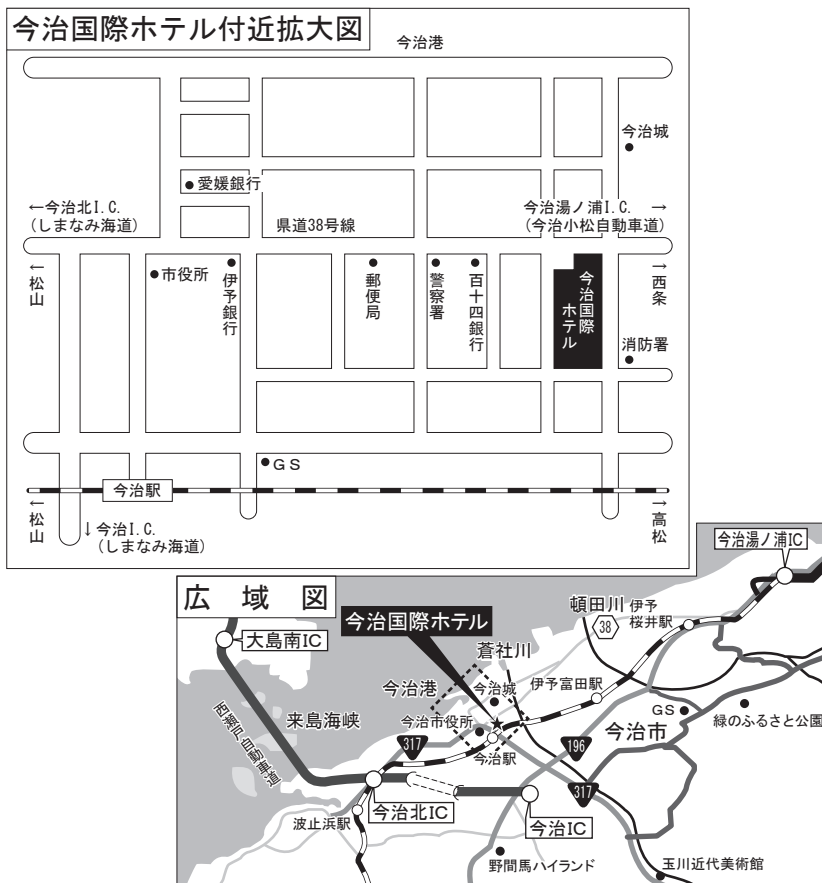 今治国際ホテル付近拡大図
今治港
今治城
愛媛銀行
←今治北I.C.
(しまなみ海道)
県道38号線
今治湯ノ浦I.C. →
(今治小松自動車道)
←松山
市役所
伊予銀行
郵便局
警察署
百十四銀行
今治国際
ホテル
→西条
消防署
GS
今治駅
←松山
↓今治I.C.
(しまなみ海道)
→高松
広域図
今治湯ノ浦IC
大島南IC
今治国際ホテル
頓田川
38
伊予
桜井駅
蒼社川
今治港
今治城
伊予富田駅
西瀬戸自動車道
来島海峡
今治市役所
GS
緑のふるさと公園
317
今治駅
196
今治市
317
今治北IC
今治IC
波止浜駅
野間馬ハイランド
玉川近代美術館